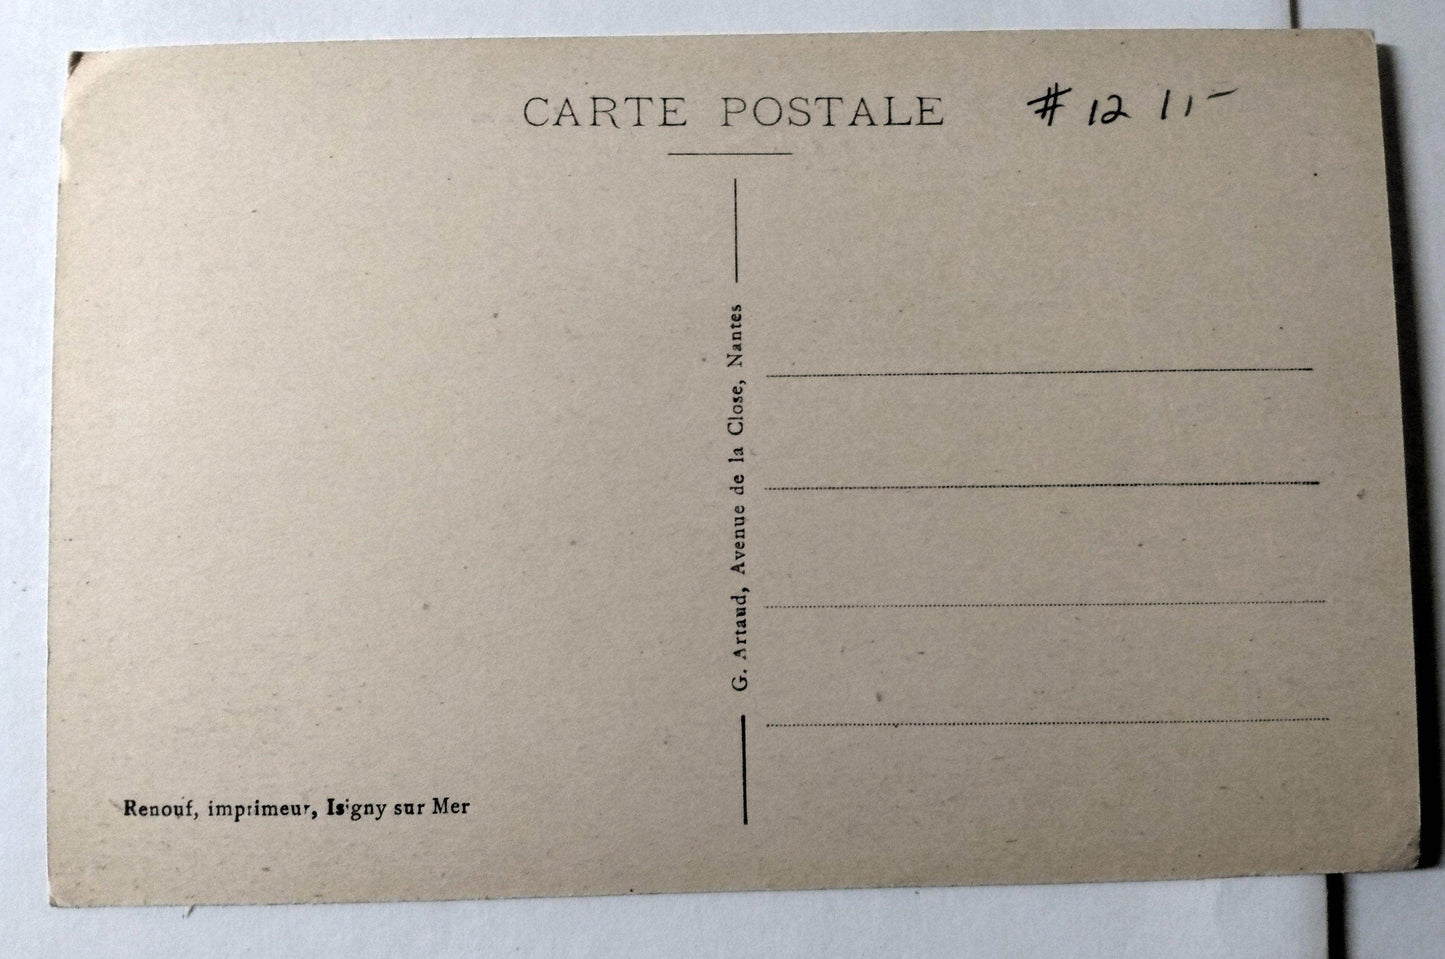 CARTE POSTALE
# 12 11-
G. Artaud, Avenue de la Close, Nantes
Renouf, imprimeur, Isigny sur Mer